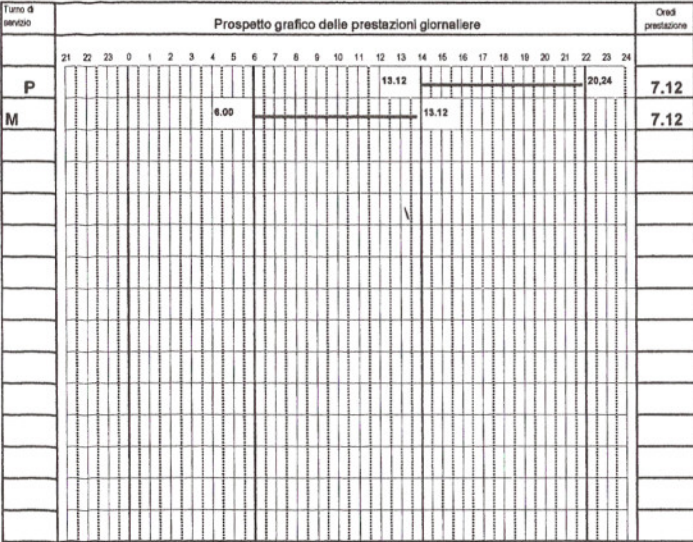 Turno di
servizio
Prospetto grafico delle prestazioni giornaliere
Ore di
prestazione
21 22 23 0 1 2 3 4 5 6 7 8 9 10 11 12 13 14 15 16 17 18 19 20 21 22 23 24
P 13.12 20,24 7.12
M 6.00 13.12 7.12